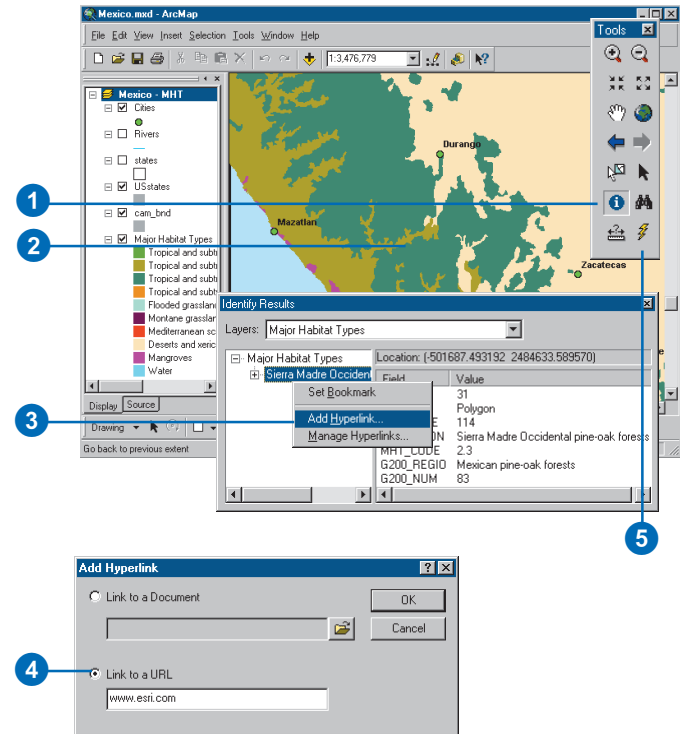 Mexico.mxd - ArcMap
File Edit View Insert Selection Tools Window Help
1:3,476,779
Tools
Mexico - MHT
Cities
Rivers
states
USstates
cam_bnd
Major Habitat Types
Tropical and subtr
Tropical and subtr
Tropical and subtr
Tropical and subtr
Flooded grasslan
Montane grasslar
Mediterranean sc
Deserts and xeric
Mangroves
Water
Display Source
Drawing
Go back to previous extent
Durango
Mazatlan
Zacatecas
1
2
3
5
Identify Results
Layers: Major Habitat Types
Major Habitat Types
Sierra Madre Occident
Location: (-501687.493192 2484633.589570)
Field Value
31
Polygon
114
Sierra Madre Occidental pine-oak forests
MHT_CODE 2.3
G200_REGIO Mexican pine-oak forests
G200_NUM 83
Set Bookmark
Add Hyperlink...
Manage Hyperlinks...
Add Hyperlink
Link to a Document
OK
Cancel
4
Link to a URL
www.esri.com